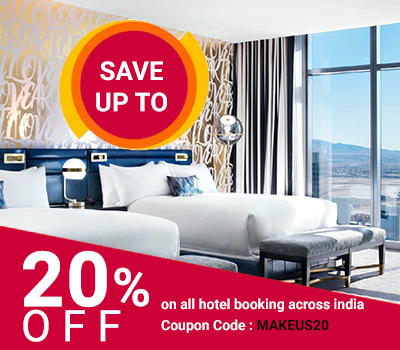 SAVE
UP TO
20%
OFF
on all hotel booking across india
Coupon Code : MAKEUS20